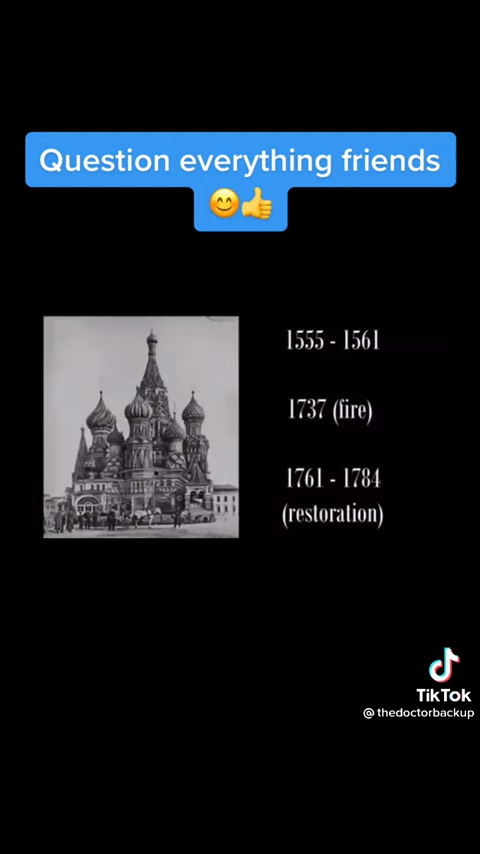 Question everything friends
😊👍
1555 - 1561
1737 (fire)
1761 - 1784
(restoration)
TikTok
@ thedoctorbackup